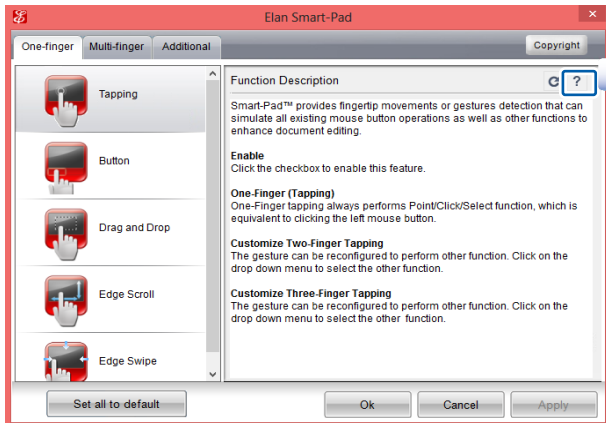 Elan Smart-Pad
One-finger
Multi-finger
Additional
Copyright
Tapping
Button
Drag and Drop
Edge Scroll
Edge Swipe
Function Description
?
Smart-Pad™ provides fingertip movements or gestures detection that can
simulate all existing mouse button operations as well as other functions to
enhance document editing.
Enable
Click the checkbox to enable this feature.
One-Finger (Tapping)
One-Finger tapping always performs Point/Click/Select function, which is
equivalent to clicking the left mouse button.
Customize Two-Finger Tapping
The gesture can be reconfigured to perform other function. Click on the
drop down menu to select the other function.
Customize Three-Finger Tapping
The gesture can be reconfigured to perform other function. Click on the
drop down menu to select the other function.
Set all to default
Ok
Cancel
Apply